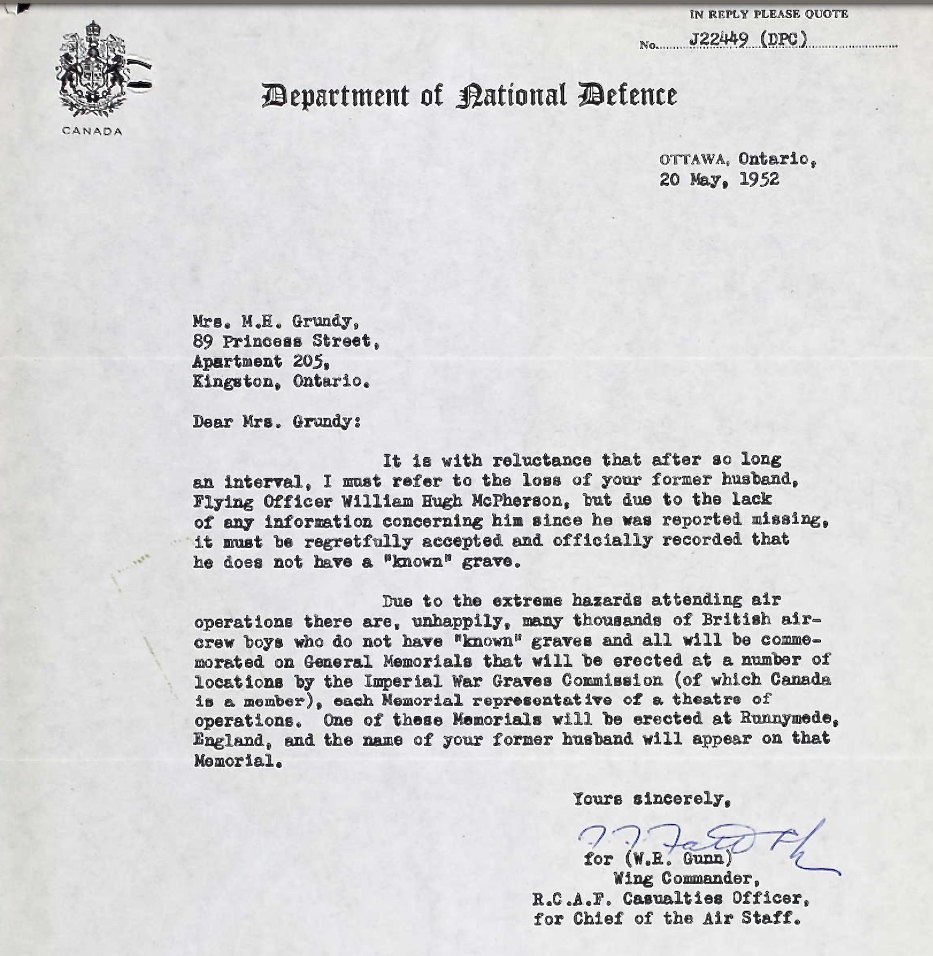 IN REPLY PLEASE QUOTE
No. J22449 (DPC)
CANADA
Department of National Defence
OTTAWA, Ontario,
20 May, 1952
Mrs. M.H. Grundy,
89 Princess Street,
Apartment 205,
Kingston, Ontario.
Dear Mrs. Grundy:
It is with reluctance that after so long
an interval, I must refer to the loss of your former husband,
Flying Officer William Hugh McPherson, but due to the lack
of any information concerning him since he was reported missing,
it must be regretfully accepted and officially recorded that
he does not have a "known" grave.
Due to the extreme hazards attending air
operations there are, unhappily, many thousands of British air-
crew boys who do not have "known" graves and all will be comme-
morated on General Memorials that will be erected at a number of
locations by the Imperial War Graves Commission (of which Canada
is a member), each Memorial representative of a theatre of
operations. One of these Memorials will be erected at Runnymede,
England, and the name of your former husband will appear on that
Memorial.
Yours sincerely,
for (W.R. Gunn)
Wing Commander,
R.C.A.F. Casualties Officer,
for Chief of the Air Staff.